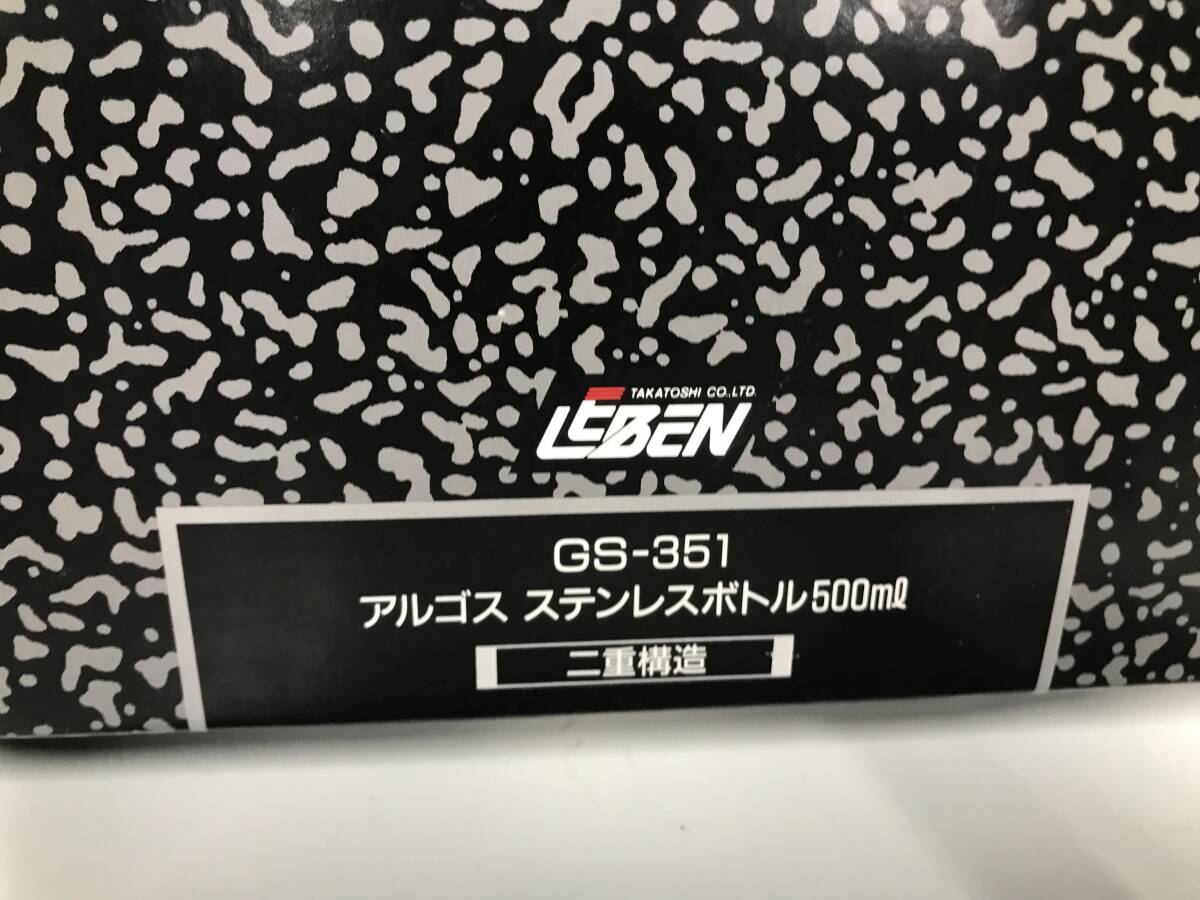 TAKATOSHI CO.,LTD.
LEBEN
GS-351
アルゴス ステンレスボトル500mℓ
二重構造